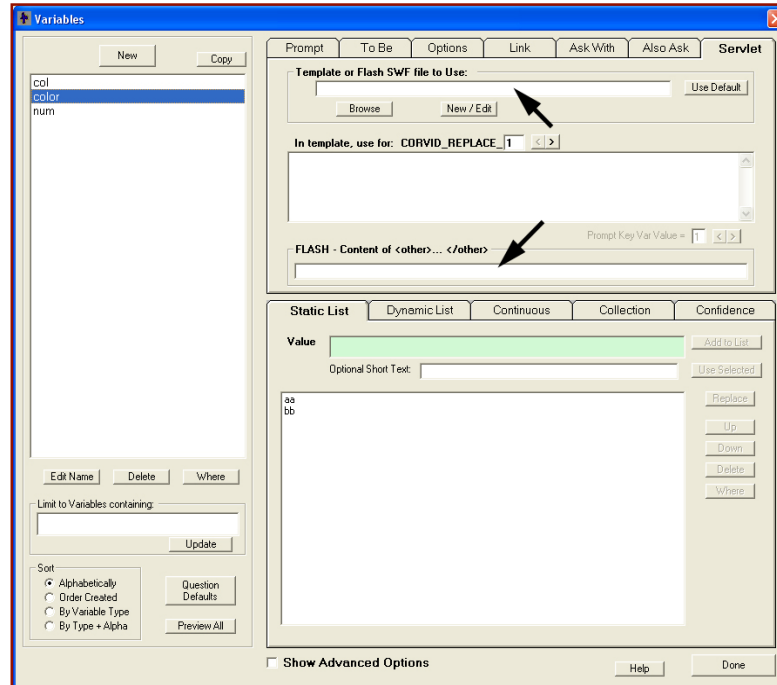 Variables
New
Copy
col
color
num
Edit Name
Delete
Where
Limit to Variables containing:
Update
Sort
Alphabetically
Order Created
By Variable Type
By Type + Alpha
Question
Defaults
Preview All
Prompt
To Be
Options
Link
Ask With
Also Ask
Servlet
Template or Flash SWF file to Use:
Use Default
Browse
New / Edit
In template, use for: CORVID_REPLACE_ 1 < >
Prompt Key Var Value = 1 < >
FLASH - Content of <other>... </other>
Static List
Dynamic List
Continuous
Collection
Confidence
Value
Add to List
Optional Short Text:
Use Selected
aa
bb
Replace
Up
Down
Delete
Where
Show Advanced Options
Help
Done